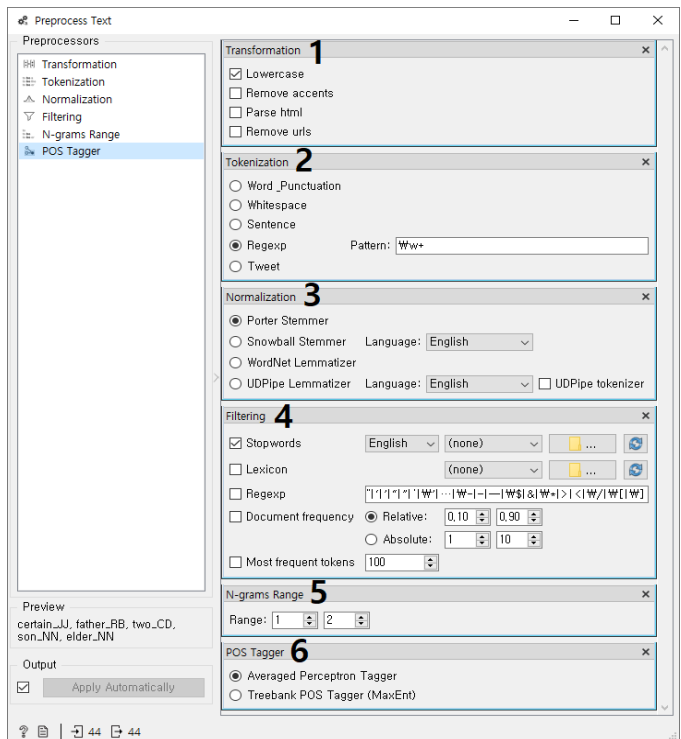 Preprocess Text
Preprocessors
Transformation
Tokenization
Normalization
Filtering
N-grams Range
POS Tagger
Transformation 1
Lowercase
Remove accents
Parse html
Remove urls
Tokenization 2
Word _Punctuation
Whitespace
Sentence
Regexp Pattern: ₩w+
Tweet
Normalization 3
Porter Stemmer
Snowball Stemmer Language: English
WordNet Lemmatizer
UDPipe Lemmatizer Language: English UDPipe tokenizer
Filtering 4
Stopwords English (none) ...
Lexicon (none) ...
Regexp |₩$|&|₩*|>|<|₩/|₩[|₩]
Document frequency Relative: 0,10 0,90
Absolute: 1 10
Most frequent tokens 100
N-grams Range 5
Range: 1 2
POS Tagger 6
Averaged Perceptron Tagger
Treebank POS Tagger (MaxEnt)
Preview
certain_JJ, father_RB, two_CD,
son_NN, elder_NN
Output
Apply Automatically
44 44